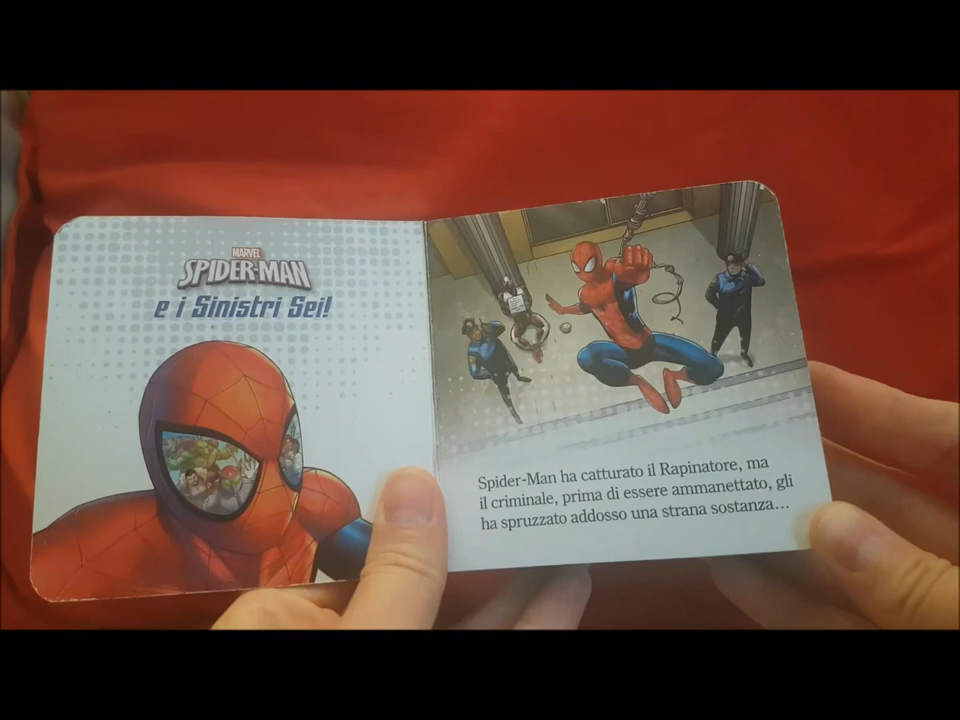 MARVEL
SPIDER-MAN
e i Sinistri Sei!
Spider-Man ha catturato il Rapinatore, ma
il criminale, prima di essere ammanettato, gli
ha spruzzato addosso una strana sostanza...